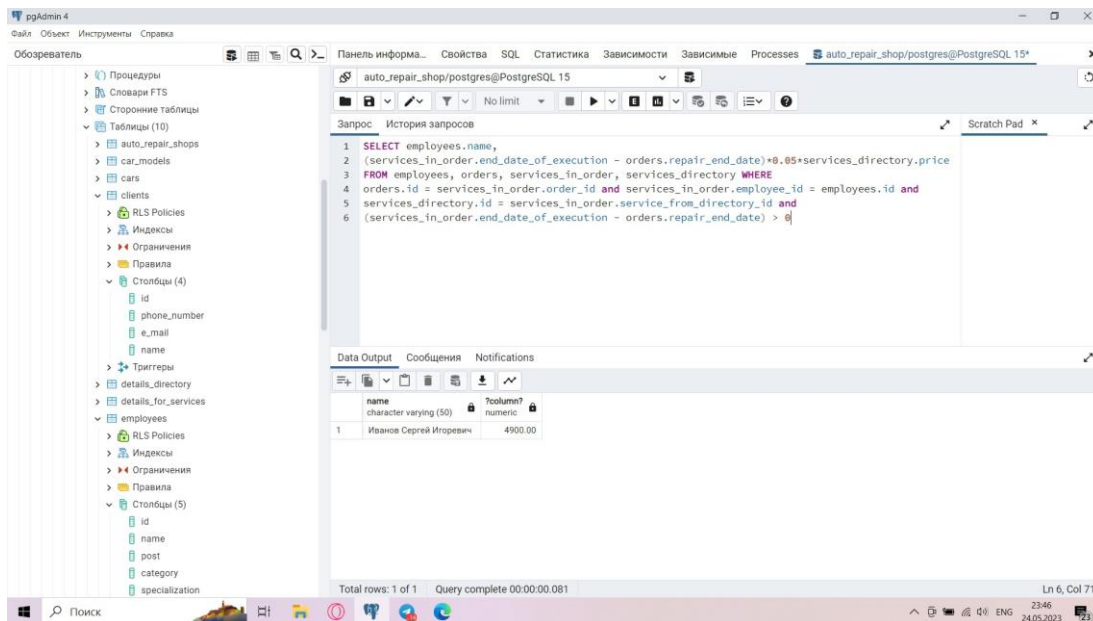 pgAdmin 4
Файл Объект Инструменты Справка
Обозреватель
Процедуры
Словари FTS
Сторонние таблицы
Таблицы (10)
auto_repair_shops
car_models
cars
clients
RLS Policies
Индексы
Ограничения
Правила
Столбцы (4)
id
phone_number
e_mail
name
Триггеры
details_directory
details_for_services
employees
RLS Policies
Индексы
Ограничения
Правила
Столбцы (5)
id
name
post
category
specialization
Панель информа... Свойства SQL Статистика Зависимости Зависимые Processes auto_repair_shop/postgres@PostgreSQL 15*
auto_repair_shop/postgres@PostgreSQL 15
No limit
Запрос История запросов
Scratch Pad
1 SELECT employees.name,
2 (services_in_order.end_date_of_execution - orders.repair_end_date)*0.05*services_directory.price
3 FROM employees, orders, services_in_order, services_directory WHERE
4 orders.id = services_in_order.order_id and services_in_order.employee_id = employees.id and
5 services_directory.id = services_in_order.service_from_directory_id and
6 (services_in_order.end_date_of_execution - orders.repair_end_date) > 0
Data Output Сообщения Notifications
name ?column?
character varying (50) numeric
1 Иванов Сергей Игоревич 4900.00
Total rows: 1 of 1 Query complete 00:00:00.081
Ln 6, Col 71
Поиск
ENG
23:46
24.05.2023
23